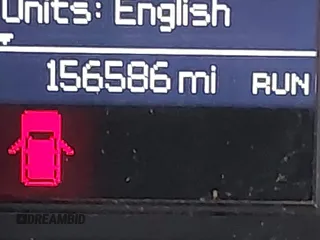 Units: English
156586 mi RUN
DREAMBID